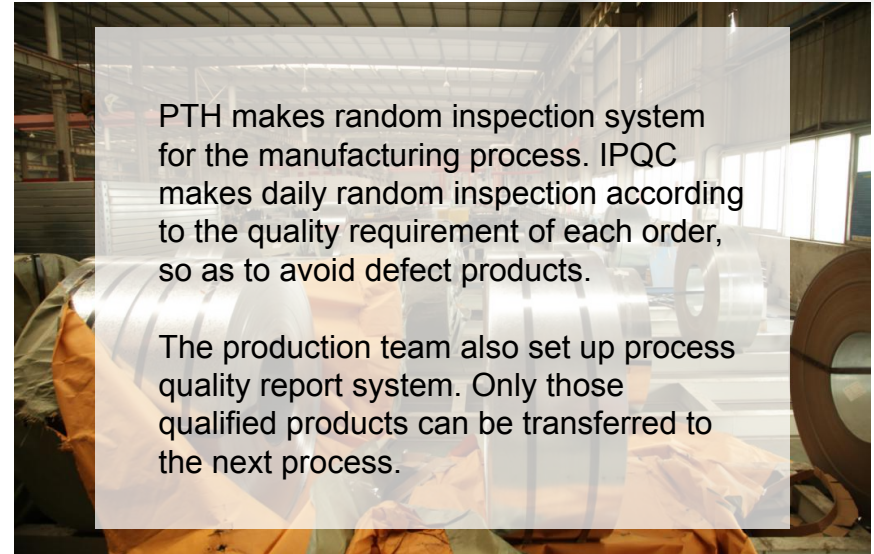 PTH makes random inspection system
for the manufacturing process. IPQC
makes daily random inspection according
to the quality requirement of each order,
so as to avoid defect products.
The production team also set up process
quality report system. Only those
qualified products can be transferred to
the next process.